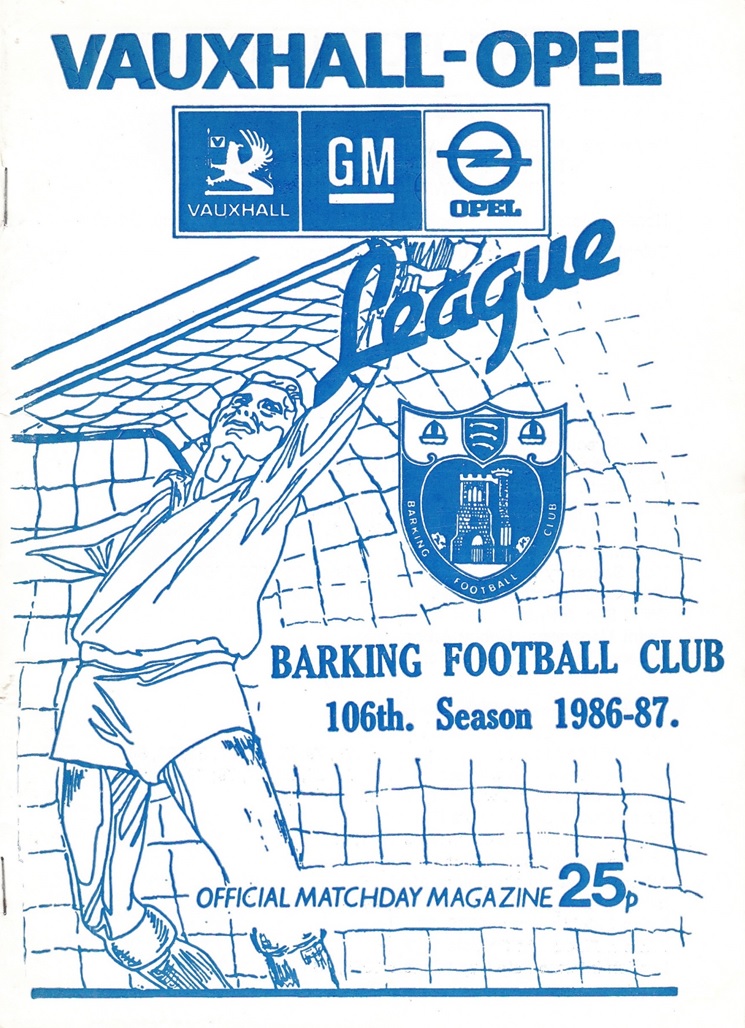 VAUXHALL-OPEL
VAUXHALL
GM
OPEL
League
BARKING FOOTBALL CLUB
BARKING FOOTBALL CLUB
106th. Season 1986-87.
OFFICIAL MATCHDAY MAGAZINE 25p